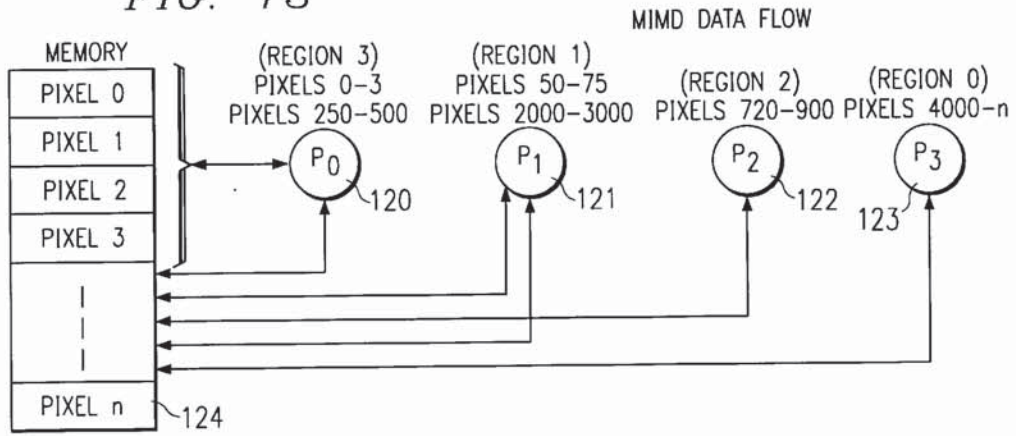 MIMD DATA FLOW
MEMORY
PIXEL 0
PIXEL 1
PIXEL 2
PIXEL 3
PIXEL n
124
(REGION 3)
PIXELS 0-3
PIXELS 250-500
P0
120
(REGION 1)
PIXELS 50-75
PIXELS 2000-3000
P1
121
(REGION 2)
PIXELS 720-900
P2
122
(REGION 0)
PIXELS 4000-n
P3
123